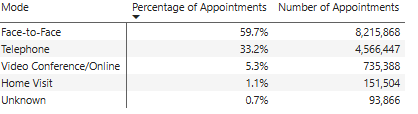 Mode Percentage of Appointments Number of Appointments
Face-to-Face 59.7% 8,215,868
Telephone 33.2% 4,566,447
Video Conference/Online 5.3% 735,388
Home Visit 1.1% 151,504
Unknown 0.7% 93,866